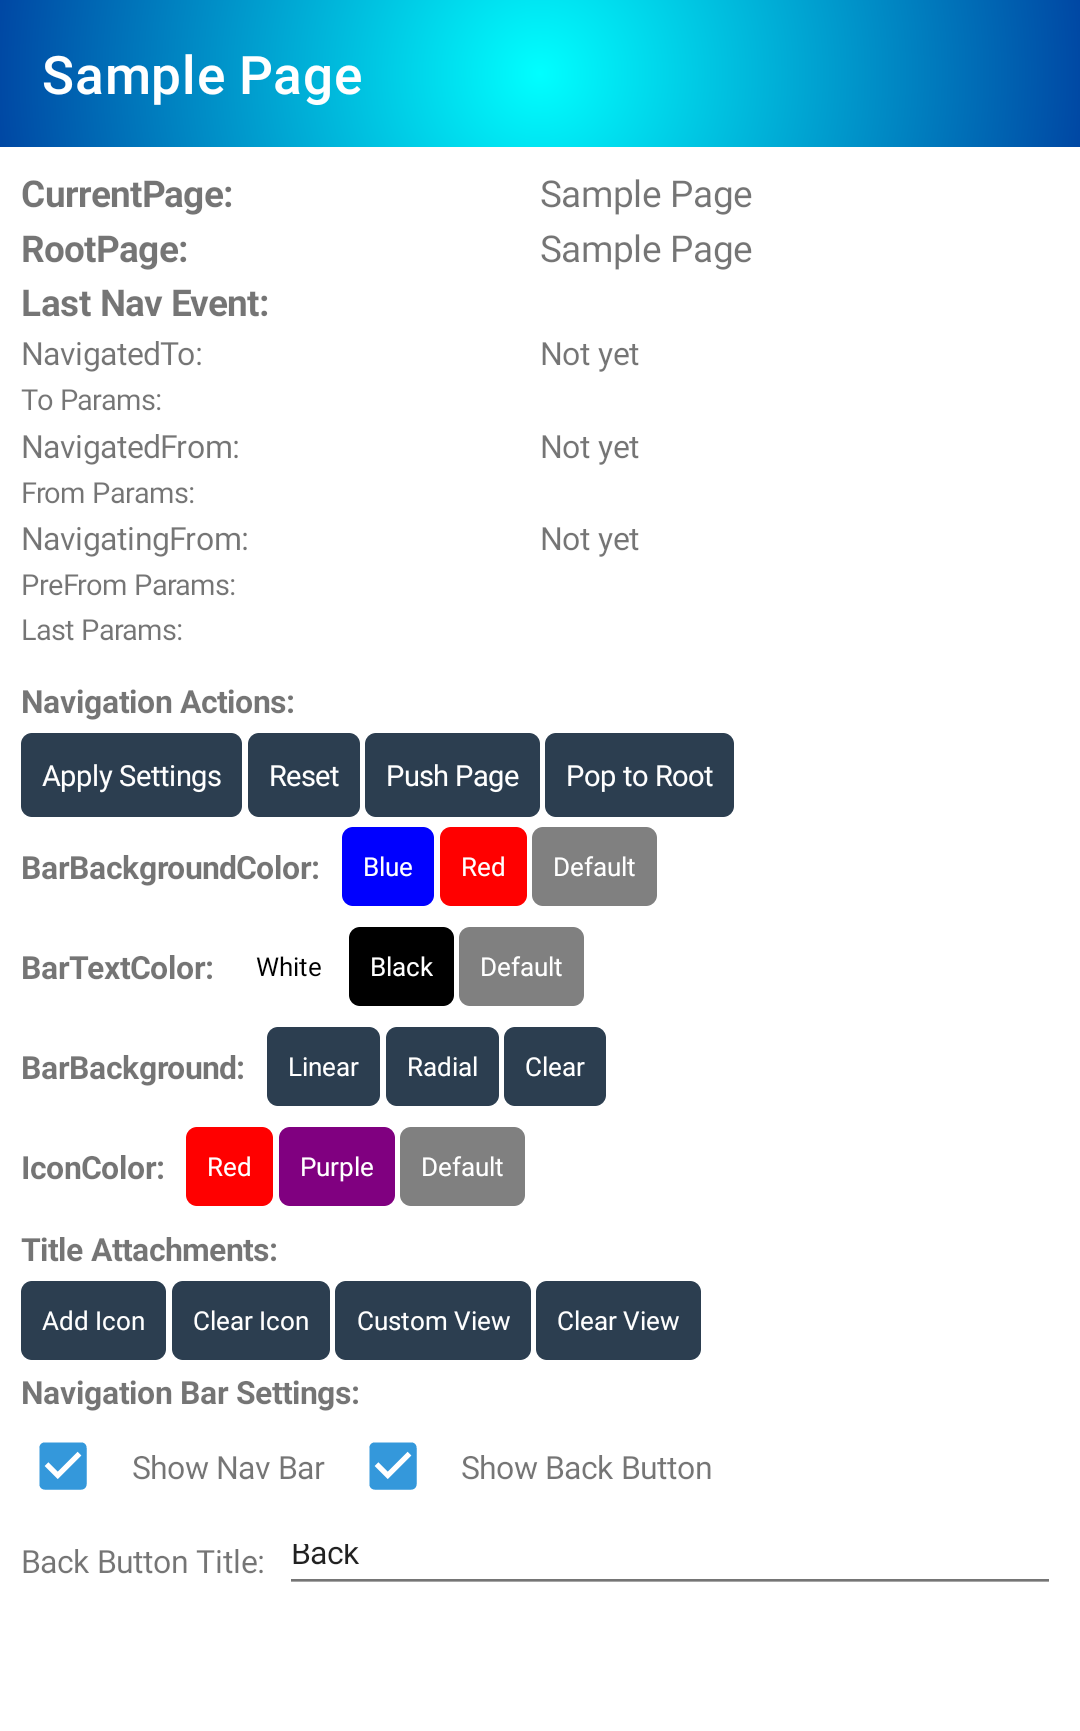 Sample Page
CurrentPage: Sample Page
RootPage: Sample Page
Last Nav Event:
NavigatedTo: Not yet
To Params:
NavigatedFrom: Not yet
From Params:
NavigatingFrom: Not yet
PreFrom Params:
Last Params:
Navigation Actions:
Apply Settings Reset Push Page Pop to Root
BarBackgroundColor: Blue Red Default
BarTextColor: White Black Default
BarBackground: Linear Radial Clear
IconColor: Red Purple Default
Title Attachments:
Add Icon Clear Icon Custom View Clear View
Navigation Bar Settings:
Show Nav Bar Show Back Button
Back Button Title: Back